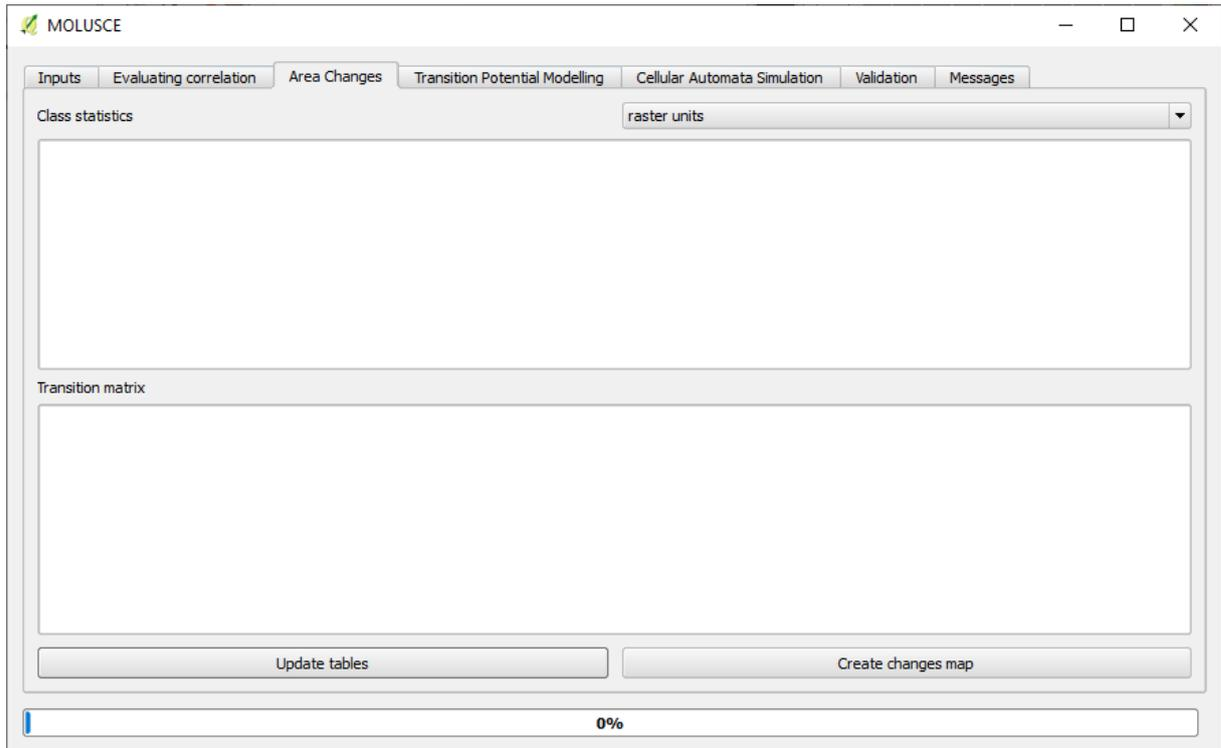 MOLUSCE
Inputs Evaluating correlation Area Changes Transition Potential Modelling Cellular Automata Simulation Validation Messages
Class statistics raster units
Transition matrix
Update tables Create changes map
0%